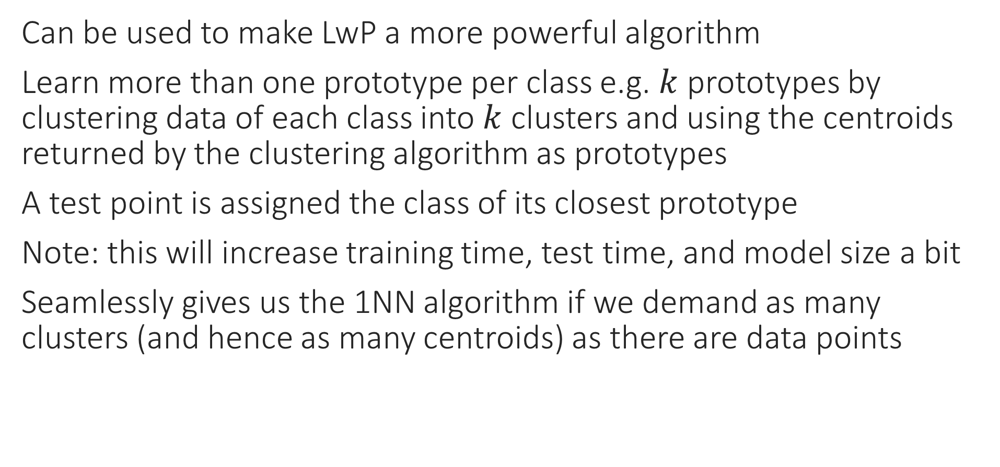 Can be used to make LwP a more powerful algorithm
Learn more than one prototype per class e.g. k prototypes by
clustering data of each class into k clusters and using the centroids
returned by the clustering algorithm as prototypes
A test point is assigned the class of its closest prototype
Note: this will increase training time, test time, and model size a bit
Seamlessly gives us the 1NN algorithm if we demand as many
clusters (and hence as many centroids) as there are data points